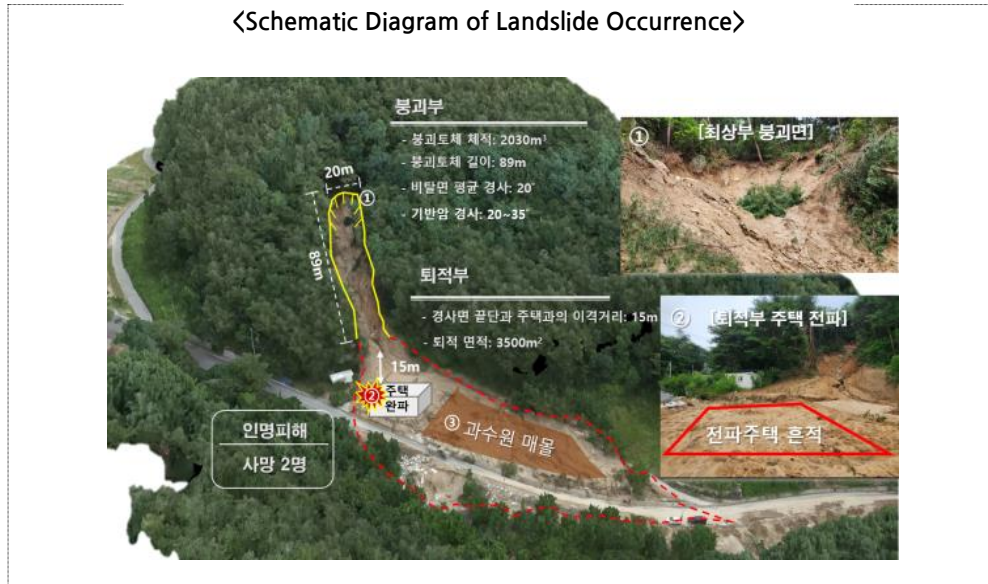 <Schematic Diagram of Landslide Occurrence>
붕괴부
- 붕괴토체 체적: 2030m³
- 붕괴토체 길이: 89m
- 비탈면 평균 경사: 20°
- 기반암 경사: 20~35°
① [최상부 붕괴면]
20m
①
89m
퇴적부
- 경사면 끝단과 주택과의 이격거리: 15m
- 퇴적 면적: 3500m²
② [퇴적부 주택 전파]
15m
②
주택
완파
③ 과수원 매몰
전파주택 흔적
인명피해
사망 2명